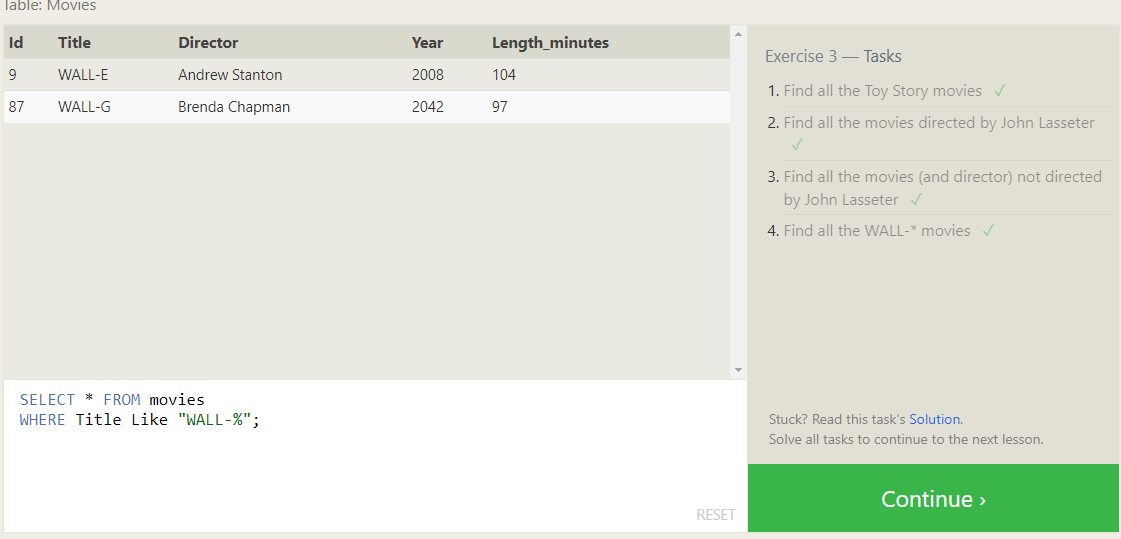 Table: Movies
Id Title Director Year Length_minutes
9 WALL-E Andrew Stanton 2008 104
87 WALL-G Brenda Chapman 2042 97
SELECT * FROM movies
WHERE Title Like "WALL-%";
RESET
Exercise 3 — Tasks
1. Find all the Toy Story movies ✓
2. Find all the movies directed by John Lasseter
✓
3. Find all the movies (and director) not directed
by John Lasseter ✓
4. Find all the WALL-* movies ✓
Stuck? Read this task's Solution.
Solve all tasks to continue to the next lesson.
Continue ›